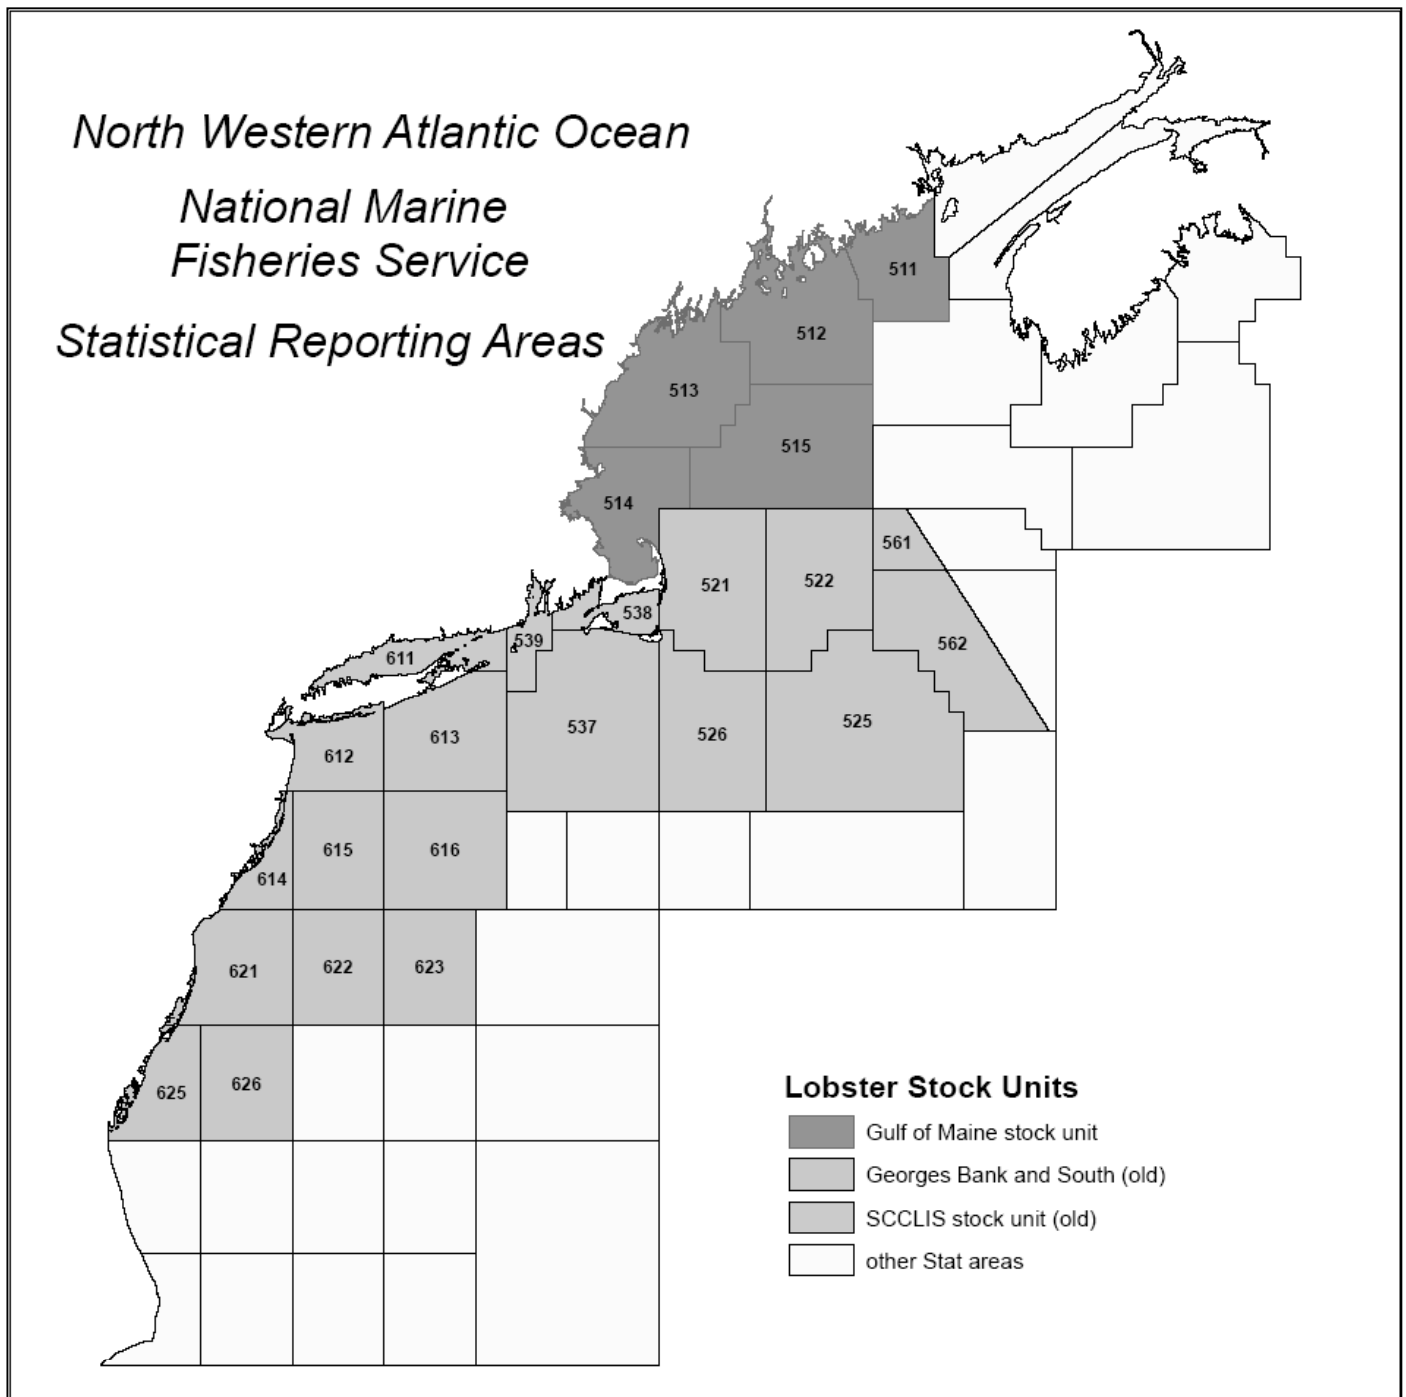 North Western Atlantic Ocean
National Marine
Fisheries Service
Statistical Reporting Areas
511
512
513
515
514
561
521
522
538
539
562
611
537
526
525
613
612
615
616
614
621
622
623
625
626
Lobster Stock Units
Gulf of Maine stock unit
Georges Bank and South (old)
SCCLIS stock unit (old)
other Stat areas